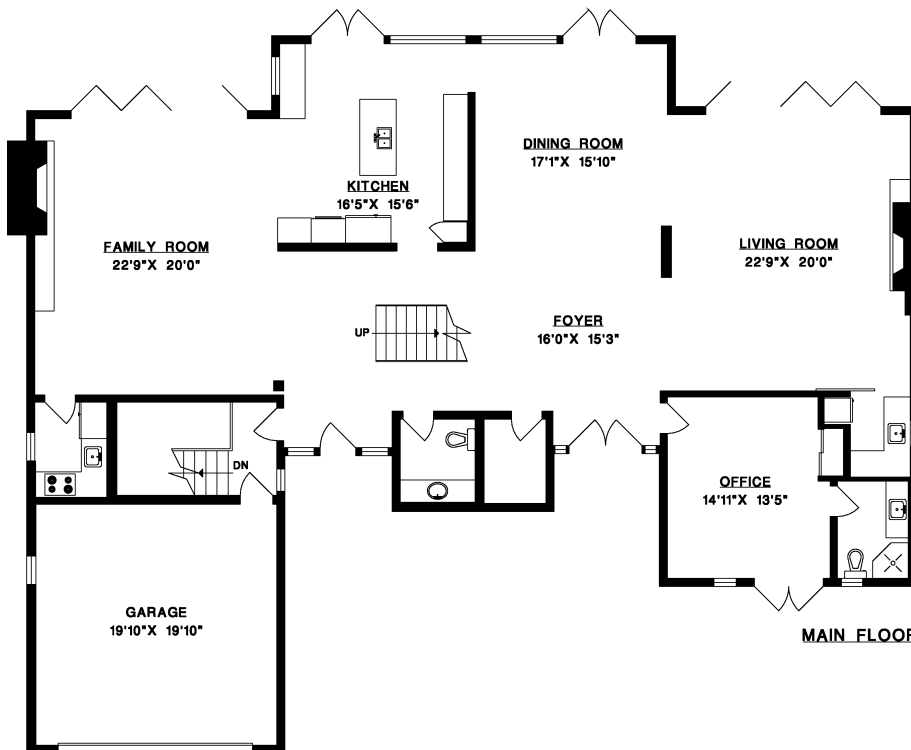 DINING ROOM
17'1"X 15'10"
KITCHEN
16'5"X 15'6"
FAMILY ROOM
22'9"X 20'0"
LIVING ROOM
22'9"X 20'0"
FOYER
16'0"X 15'3"
UP
DN
OFFICE
14'11"X 13'5"
GARAGE
19'10"X 19'10"
MAIN FLOOR